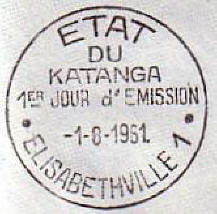 ETAT
DU
KATANGA
1ER JOUR d'EMISSION
-1-8-1961.
• ELISABETHVILLE 1 •